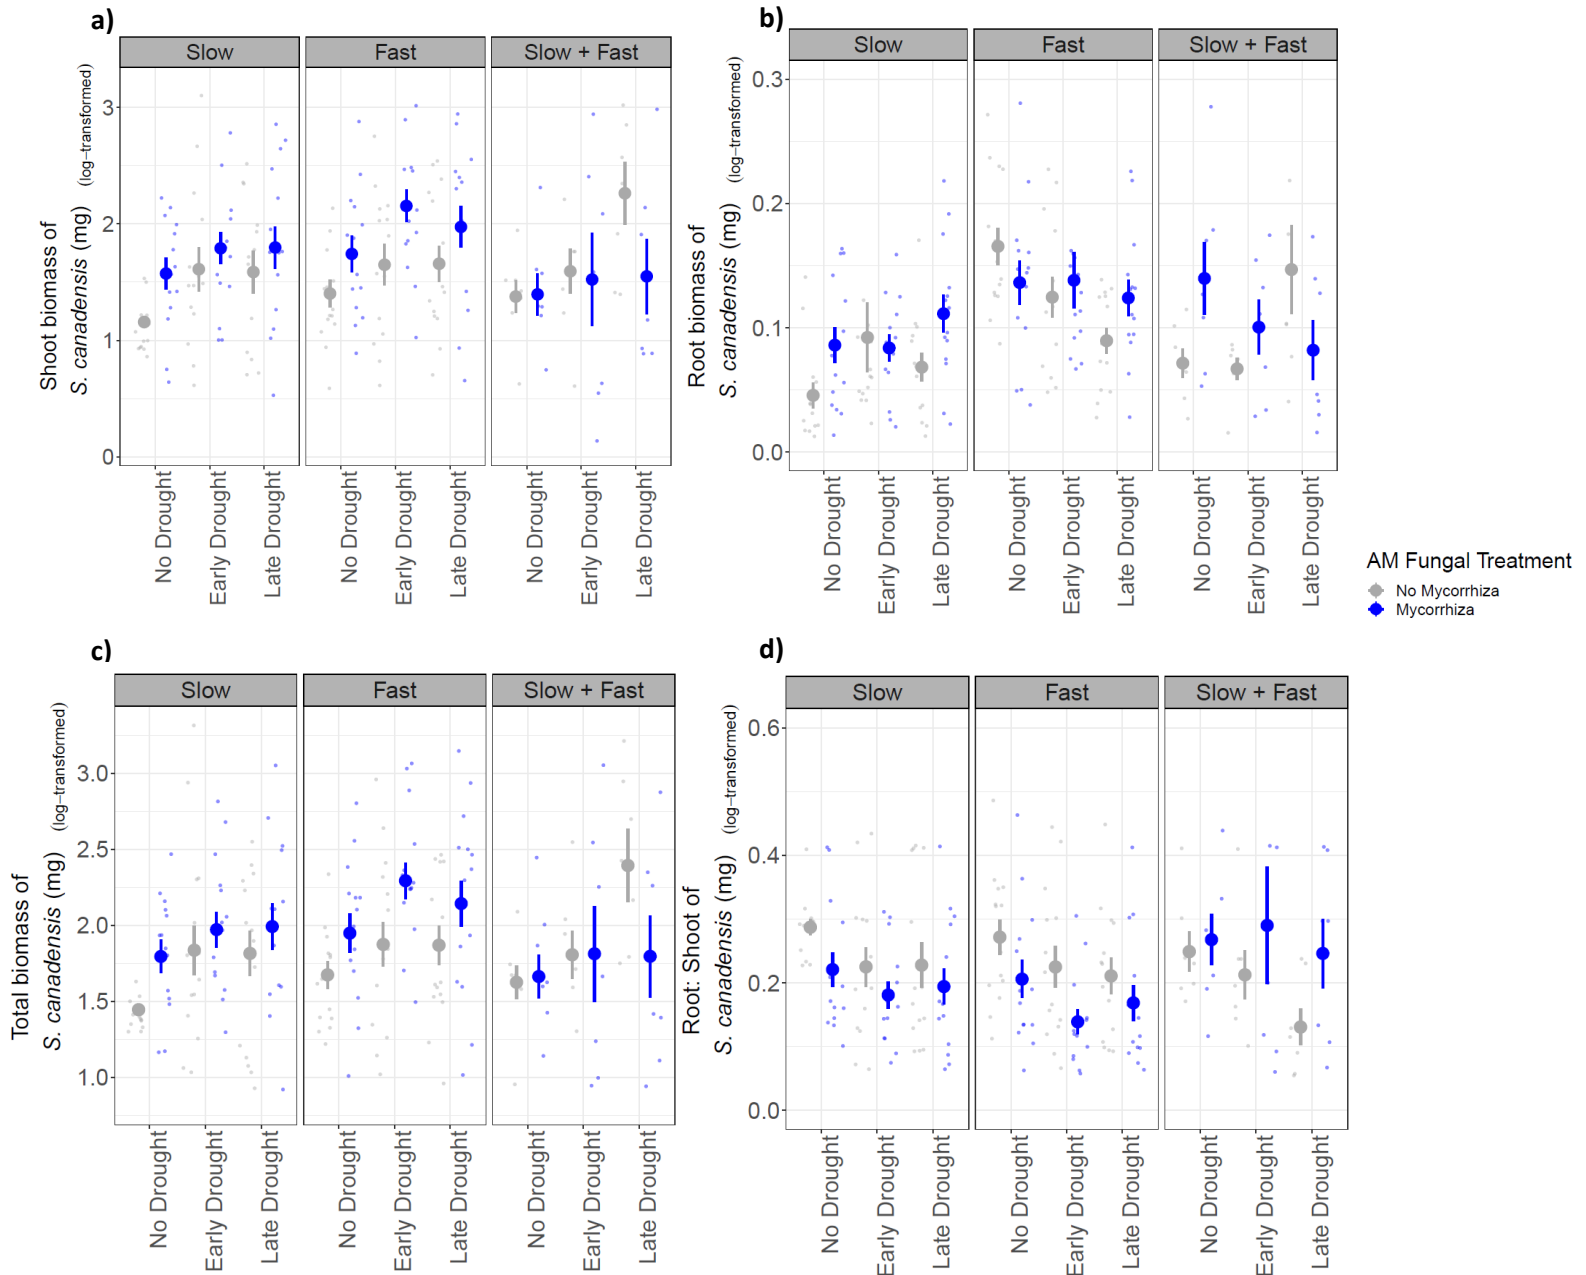 a)
Slow Fast Slow + Fast
Shoot biomass of
S. canadensis (mg) (log−transformed)
3
2
1
0
No Drought Early Drought Late Drought No Drought Early Drought Late Drought No Drought Early Drought Late Drought
b)
Slow Fast Slow + Fast
Root biomass of
S. canadensis (mg) (log−transformed)
0.3
0.2
0.1
0.0
No Drought Early Drought Late Drought No Drought Early Drought Late Drought No Drought Early Drought Late Drought
AM Fungal Treatment
No Mycorrhiza
Mycorrhiza
c)
Slow Fast Slow + Fast
Total biomass of
S. canadensis (mg) (log−transformed)
3.0
2.5
2.0
1.5
1.0
No Drought Early Drought Late Drought No Drought Early Drought Late Drought No Drought Early Drought Late Drought
d)
Slow Fast Slow + Fast
Root: Shoot of
S. canadensis (mg) (log−transformed)
0.6
0.4
0.2
0.0
No Drought Early Drought Late Drought No Drought Early Drought Late Drought No Drought Early Drought Late Drought